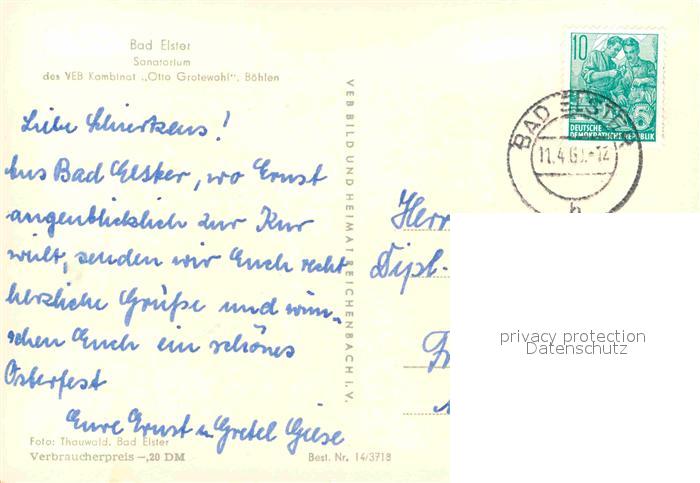 Bad Elster
Sanatorium
des VEB Kombinat „Otto Grotewohl“, Böhlen
Liebe !
Aus Bad Elster, wo Ernst
augenblicklich zur Kur
weilt, senden wir Euch recht
herzliche Grüße und wün-
schen Euch ein schönes
Osterfest
Eure Ernst u Gretel Giese
Foto: Thauwald, Bad Elster
Verbraucherpreis –,20 DM
Best. Nr. 14/3718
VEB BILD UND HEIMAT REICHENBACH I. V.
10
DEUTSCHE
DEMOKRATISCHE REPUBLIK
BAD ELSTER
b
Herr
Dipl.-
privacy protection
Datenschutz